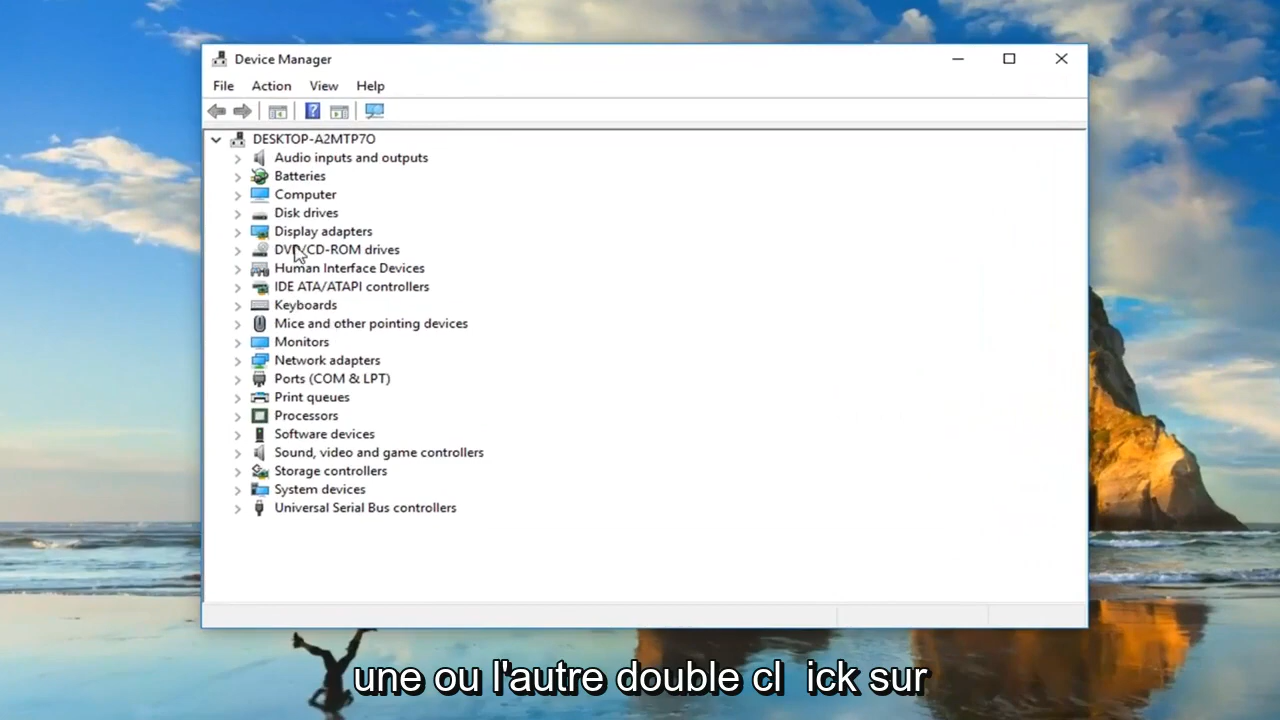 Device Manager
File Action View Help
DESKTOP-A2MTP7O
Audio inputs and outputs
Batteries
Computer
Disk drives
Display adapters
DVD/CD-ROM drives
Human Interface Devices
IDE ATA/ATAPI controllers
Keyboards
Mice and other pointing devices
Monitors
Network adapters
Ports (COM & LPT)
Print queues
Processors
Software devices
Sound, video and game controllers
Storage controllers
System devices
Universal Serial Bus controllers
une ou l'autre double cl ick sur